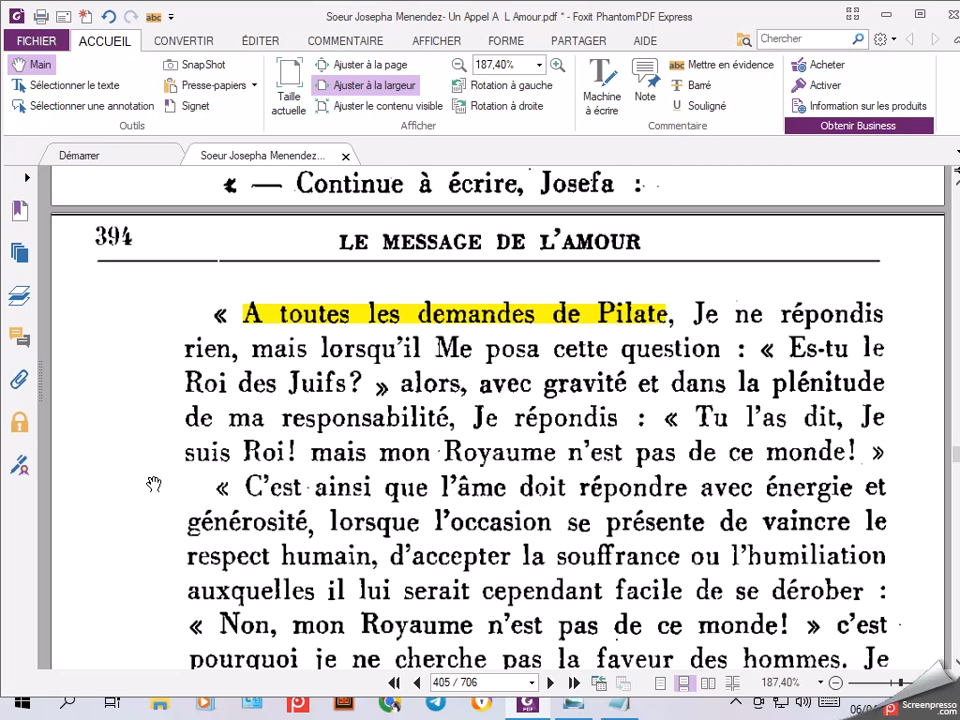 Soeur Josepha Menendez- Un Appel A L Amour.pdf * - Foxit PhantomPDF Express
FICHIER ACCUEIL CONVERTIR ÉDITER COMMENTAIRE AFFICHER FORME PARTAGER AIDE Chercher
Main
Sélectionner le texte
Sélectionner une annotation
Outils
SnapShot
Presse-papiers
Signet
Taille actuelle
Ajuster à la page
Ajuster à la largeur
Ajuster le contenu visible
187,40%
Rotation à gauche
Rotation à droite
Afficher
Machine à écrire
Note
abc Mettre en évidence
Barré
U Souligné
Commentaire
Acheter
Activer
Information sur les produits
Obtenir Business
Démarrer Soeur Josepha Menendez...
« — Continue à écrire, Josefa :
394 LE MESSAGE DE L'AMOUR
« A toutes les demandes de Pilate, Je ne répondis
rien, mais lorsqu'il Me posa cette question : « Es-tu le
Roi des Juifs? » alors, avec gravité et dans la plénitude
de ma responsabilité, Je répondis : « Tu l'as dit, Je
suis Roi! mais mon Royaume n'est pas de ce monde! »
« C'est ainsi que l'âme doit répondre avec énergie et
générosité, lorsque l'occasion se présente de vaincre le
respect humain, d'accepter la souffrance ou l'humiliation
auxquelles il lui serait cependant facile de se dérober :
« Non, mon Royaume n'est pas de ce monde! » c'est
pourquoi je ne cherche pas la faveur des hommes. Je
405 / 706 187,40%
Screenpresso
.com